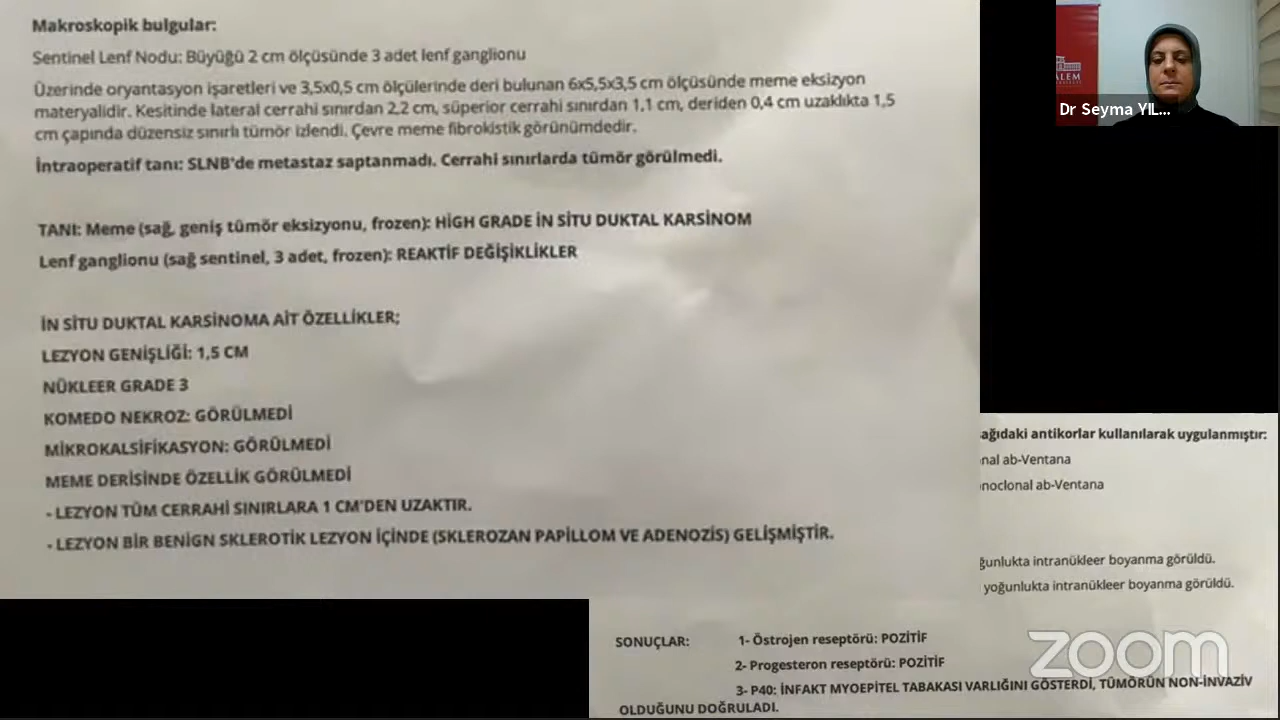 Makroskopik bulgular:
Sentinel Lenf Nodu: Büyüğü 2 cm ölçüsünde 3 adet lenf ganglionu
Üzerinde oryantasyon işaretleri ve 3,5x0,5 cm ölçülerinde deri bulunan 6x5,5x3,5 cm ölçüsünde meme eksizyon
materyalidir. Kesitinde lateral cerrahi sınırdan 2.2 cm, süperior cerrahi sınırdan 1,1 cm, deriden 0,4 cm uzaklıkta 1,5
cm çapında düzensiz sınırlı tümör izlendi. Çevre meme fibrokistik görünümdedir.
İntraoperatif tanı: SLNB'de metastaz saptanmadı. Cerrahi sınırlarda tümör görülmedi.
TANI: Meme (sağ, geniş tümör eksizyonu, frozen): HİGH GRADE İN SİTU DUKTAL KARSİNOM
Lenf ganglionu (sağ sentinel, 3 adet, frozen): REAKTİF DEĞİŞİKLİKLER
İN SİTU DUKTAL KARSİNOMA AİT ÖZELLİKLER;
LEZYON GENİŞLİĞİ: 1,5 CM
NÜKLEER GRADE 3
KOMEDO NEKROZ: GÖRÜLMEDİ
MİKROKALSİFİKASYON: GÖRÜLMEDİ
MEME DERİSİNDE ÖZELLİK GÖRÜLMEDİ
- LEZYON TÜM CERRAHİ SINIRLARA 1 CM'DEN UZAKTIR.
- LEZYON BİR BENİGN SKLEROTİK LEZYON İÇİNDE (SKLEROZAN PAPİLLOM VE ADENOZİS) GELİŞMİŞTİR.
ALEM
Dr Seyma YIL...
ağıdaki antikorlar kullanılarak uygulanmıştır:
nal ab-Ventana
noclonal ab-Ventana
ğunlukta intranükleer boyanma görüldü.
yoğunlukta intranükleer boyanma görüldü.
SONUÇLAR: 1- Östrojen reseptörü: POZİTİF
2- Progesteron reseptörü: POZİTİF
3- P40: İNFAKT MYOEPİTEL TABAKASI VARLIĞINI GÖSTERDİ, TÜMÖRÜN NON-İNVAZİV
OLDUĞUNU DOĞRULADI.
zoom